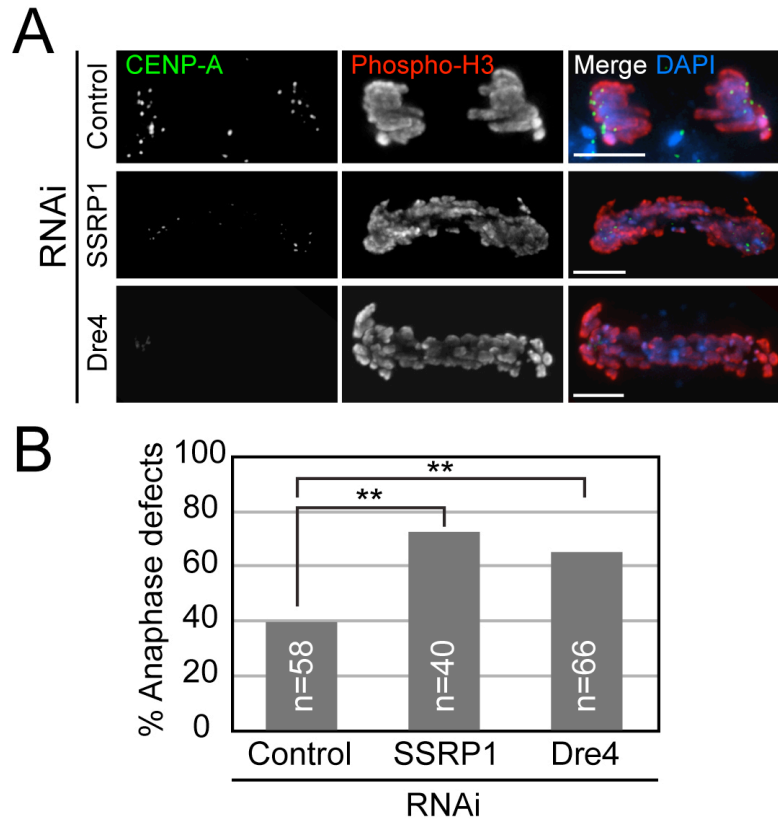 A
CENP-A
Phospho-H3
Merge DAPI
RNAi
Control
SSRP1
Dre4
B
% Anaphase defects
100
80
60
40
20
0
**
**
n=58
n=40
n=66
Control
SSRP1
Dre4
RNAi